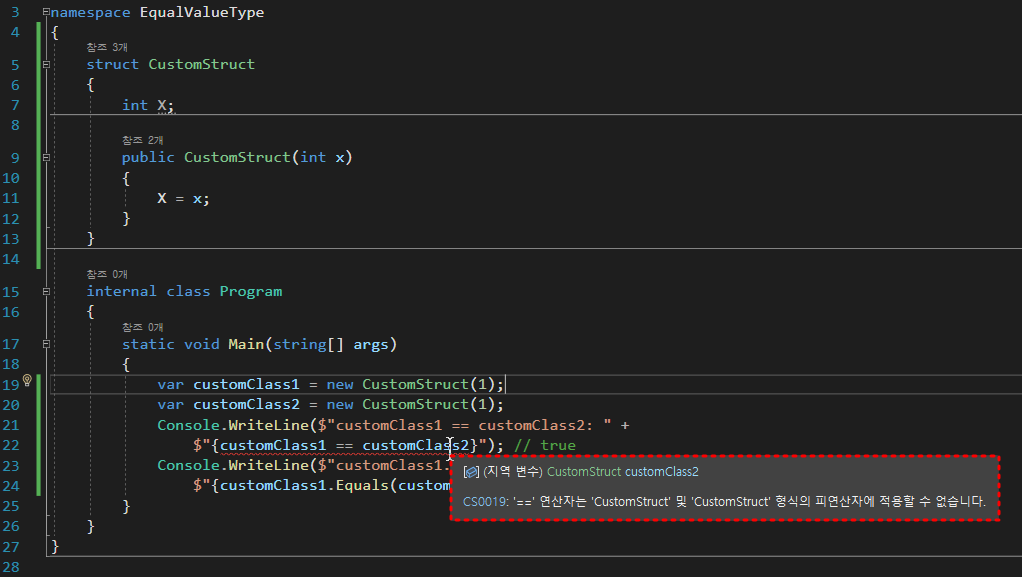 3 namespace EqualValueType
4 {
참조 3개
5 struct CustomStruct
6 {
7 int X;
8
참조 2개
9 public CustomStruct(int x)
10 {
11 X = x;
12 }
13 }
14
참조 0개
15 internal class Program
16 {
참조 0개
17 static void Main(string[] args)
18 {
19 var customClass1 = new CustomStruct(1);
20 var customClass2 = new CustomStruct(1);
21 Console.WriteLine($"customClass1 == customClass2: " +
22 $"{customClass1 == customClass2}"); // true
23 Console.WriteLine($"customClass1.
24 $"{customClass1.Equals(custom
[] (지역 변수) CustomStruct customClass2
CS0019: '==' 연산자는 'CustomStruct' 및 'CustomStruct' 형식의 피연산자에 적용할 수 없습니다.
25 }
26 }
27 }
28